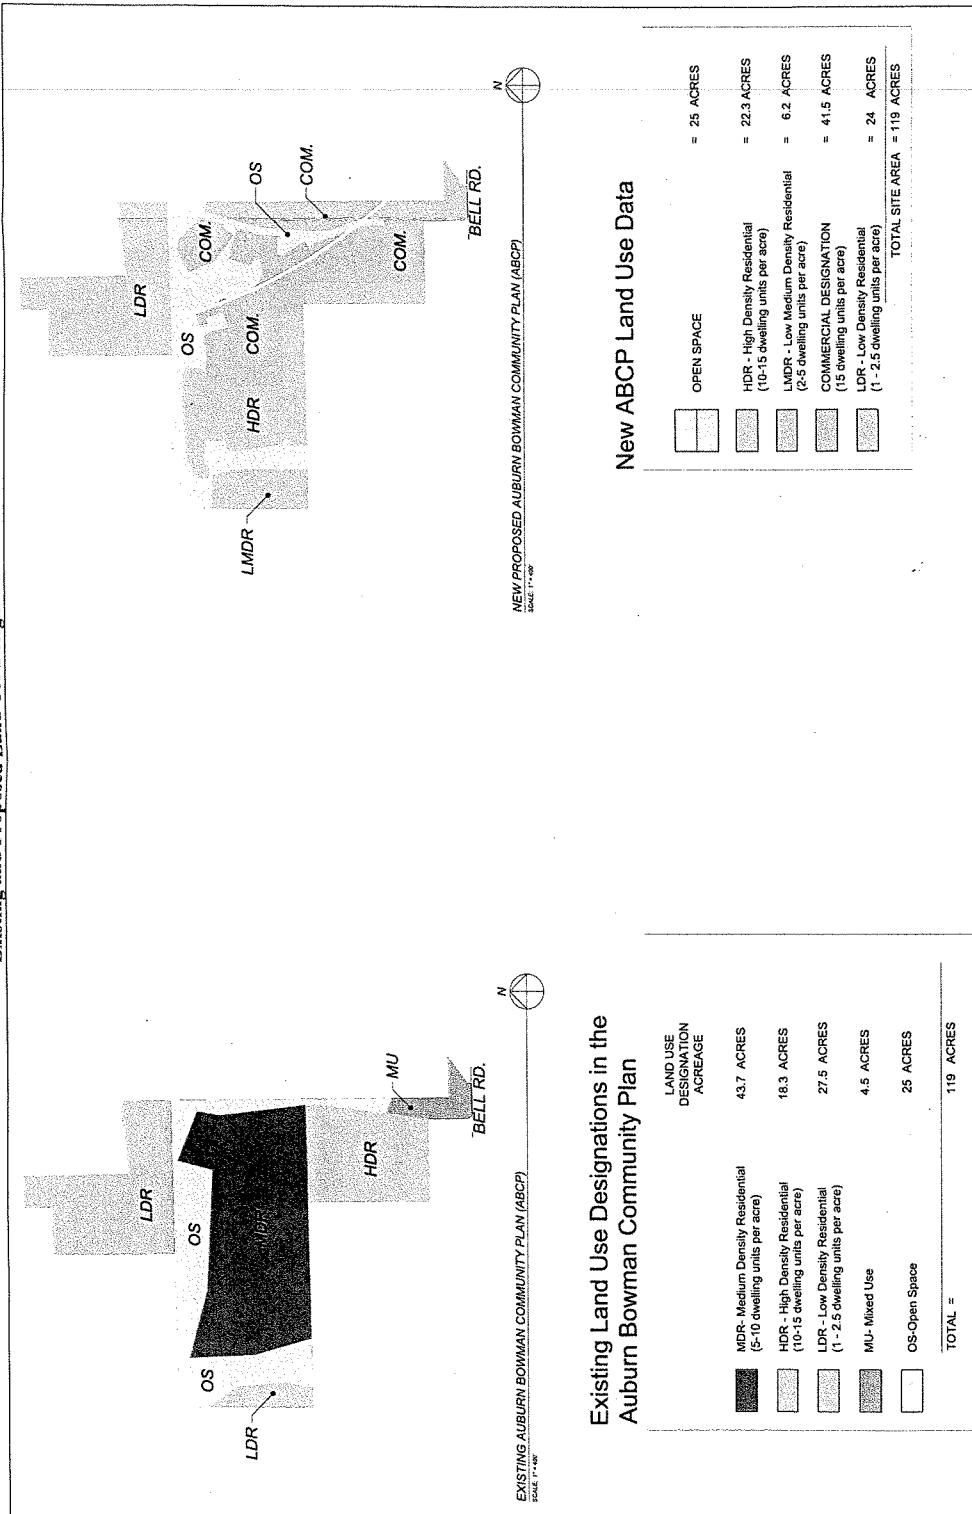 LDR
OS
OS
MU
HDR
LDR
BELL RD.
N
EXISTING AUBURN BOWMAN COMMUNITY PLAN (ABCP)
SCALE: 1" = 400'
Existing Land Use Designations in the
Auburn Bowman Community Plan
LAND USE
DESIGNATION
ACREAGE
MDR- Medium Density Residential
(5-10 dwelling units per acre)
43.7 ACRES
HDR - High Density Residential
(10-15 dwelling units per acre)
18.3 ACRES
LDR - Low Density Residential
(1 - 2.5 dwelling units per acre)
27.5 ACRES
MU- Mixed Use
4.5 ACRES
OS-Open Space
25 ACRES
TOTAL =
119 ACRES
LDR
OS
COM.
OS
COM.
COM.
HDR
COM.
LMDR
BELL RD.
N
NEW PROPOSED AUBURN BOWMAN COMMUNITY PLAN (ABCP)
SCALE: 1" = 400'
New ABCP Land Use Data
OPEN SPACE = 25 ACRES
HDR - High Density Residential = 22.3 ACRES
(10-15 dwelling units per acre)
LMDR - Low Medium Density Residential = 6.2 ACRES
(2-5 dwelling units per acre)
COMMERCIAL DESIGNATION = 41.5 ACRES
(15 dwelling units per acre)
LDR - Low Density Residential = 24 ACRES
(1 - 2.5 dwelling units per acre)
TOTAL SITE AREA = 119 ACRES